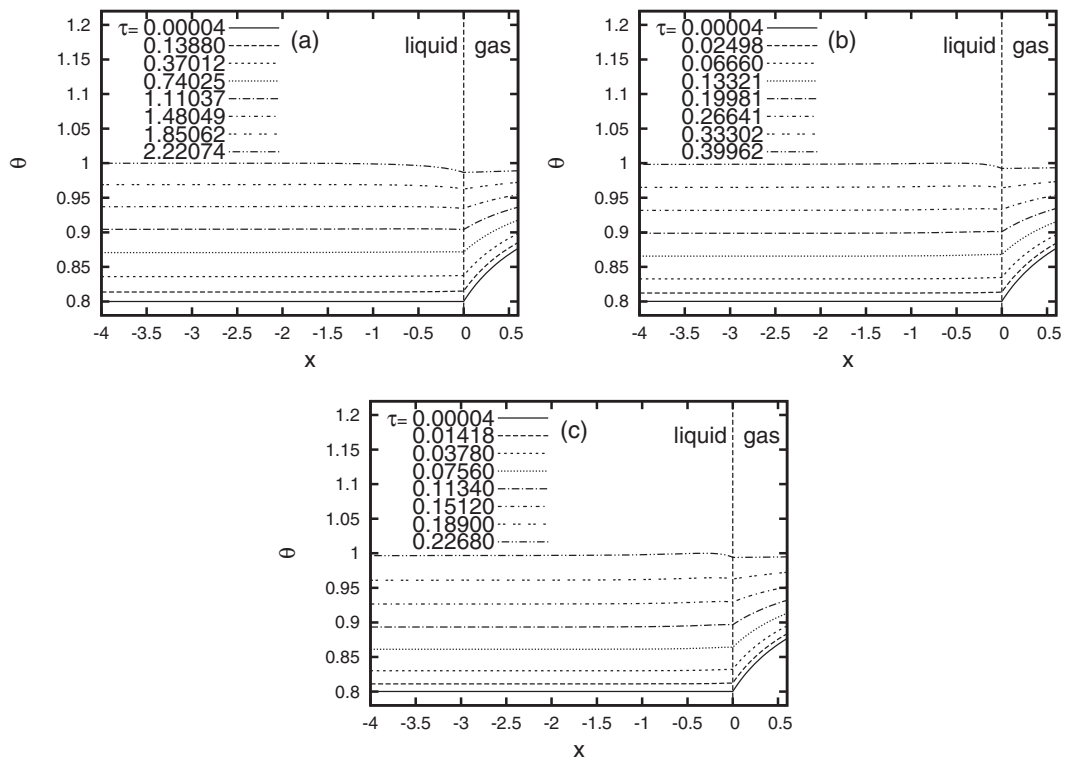 τ= 0.00004
0.13880
0.37012
0.74025
1.11037
1.48049
1.85062
2.22074
(a)
liquid gas
1.2
1.15
1.1
1.05
1
0.95
0.9
0.85
0.8
θ
-4 -3.5 -3 -2.5 -2 -1.5 -1 -0.5 0 0.5
x
τ= 0.00004
0.02498
0.06660
0.13321
0.19981
0.26641
0.33302
0.39962
(b)
liquid gas
1.2
1.15
1.1
1.05
1
0.95
0.9
0.85
0.8
θ
-4 -3.5 -3 -2.5 -2 -1.5 -1 -0.5 0 0.5
x
τ= 0.00004
0.01418
0.03780
0.07560
0.11340
0.15120
0.18900
0.22680
(c)
liquid gas
1.2
1.15
1.1
1.05
1
0.95
0.9
0.85
0.8
θ
-4 -3.5 -3 -2.5 -2 -1.5 -1 -0.5 0 0.5
x